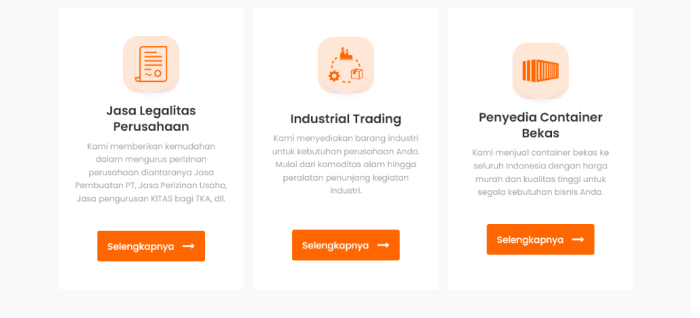 Jasa Legalitas
Perusahaan
Kami memberikan kemudahan
dalam mengurus perizinan
perusahaan diantaranya Jasa
Pembuatan PT, Jasa Perizinan Usaha,
Jasa pengurusan KITAS bagi TKA, dll.
Selengkapnya →
Industrial Trading
Kami menyediakan barang industri
untuk kebutuhan perusahaan Anda.
Mulai dari komoditas alam hingga
peralatan penunjang kegiatan
industri.
Selengkapnya →
Penyedia Container
Bekas
Kami menjual container bekas ke
seluruh Indonesia dengan harga
murah dan kualitas tinggi untuk
segala kebutuhan bisnis Anda.
Selengkapnya →